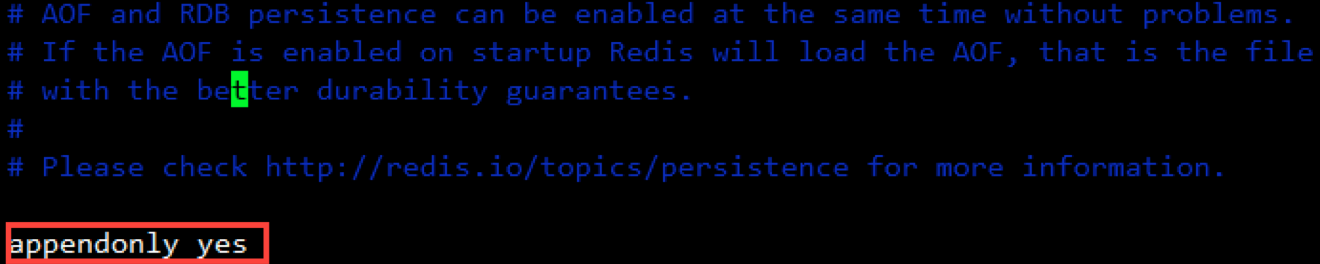 # AOF and RDB persistence can be enabled at the same time without problems.
# If the AOF is enabled on startup Redis will load the AOF, that is the file
# with the better durability guarantees.
#
# Please check http://redis.io/topics/persistence for more information.
appendonly yes